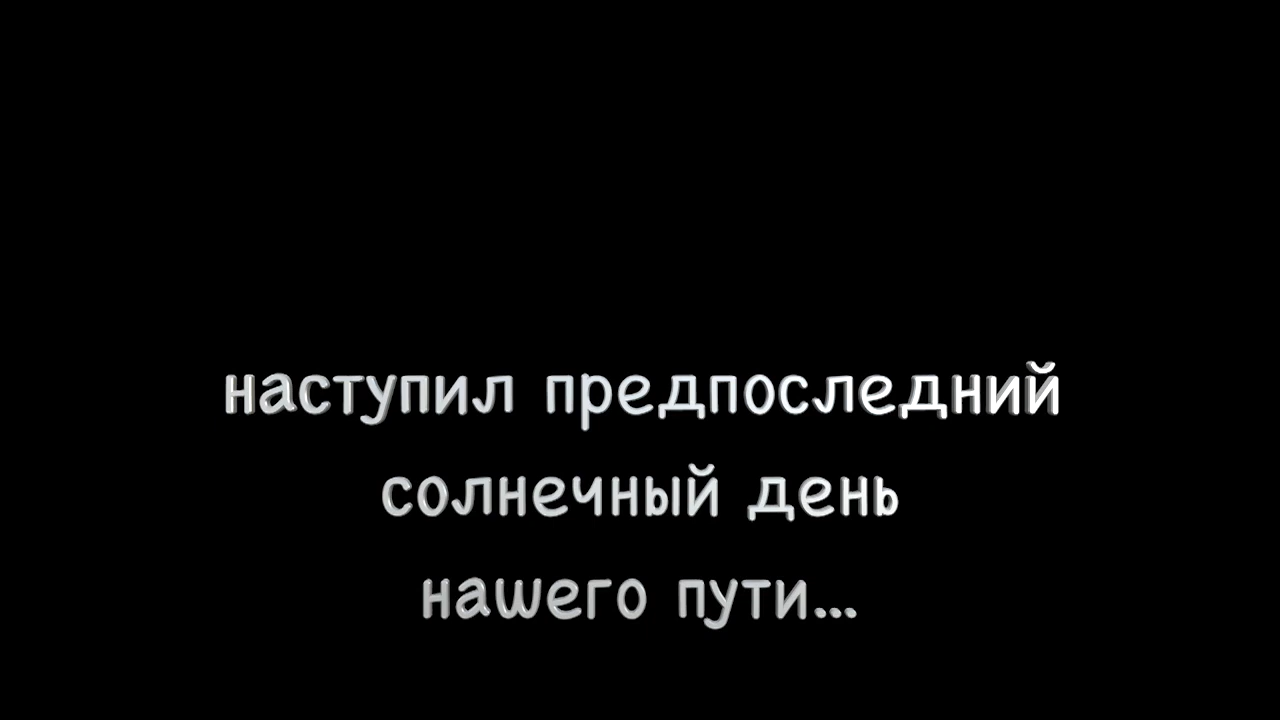 наступил предпоследний
солнечный день
нашего пути...